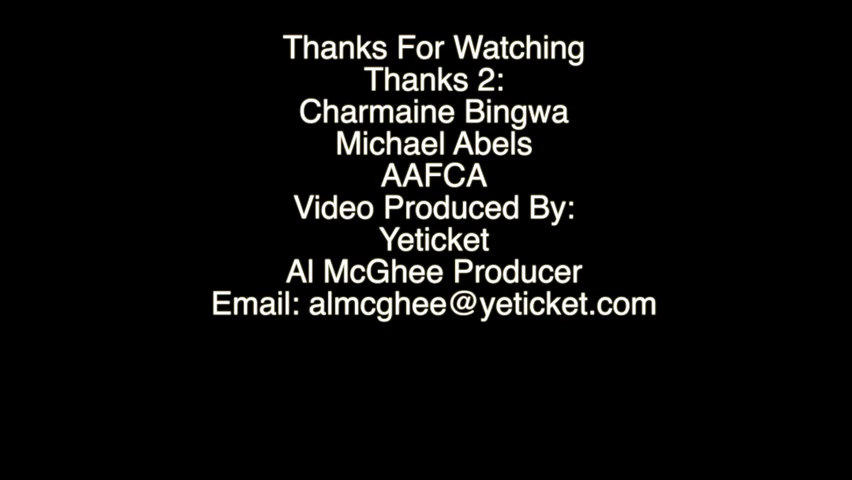 Thanks For Watching
Thanks 2:
Charmaine Bingwa
Michael Abels
AAFCA
Video Produced By:
Yeticket
Al McGhee Producer
Email: almcghee@yeticket.com